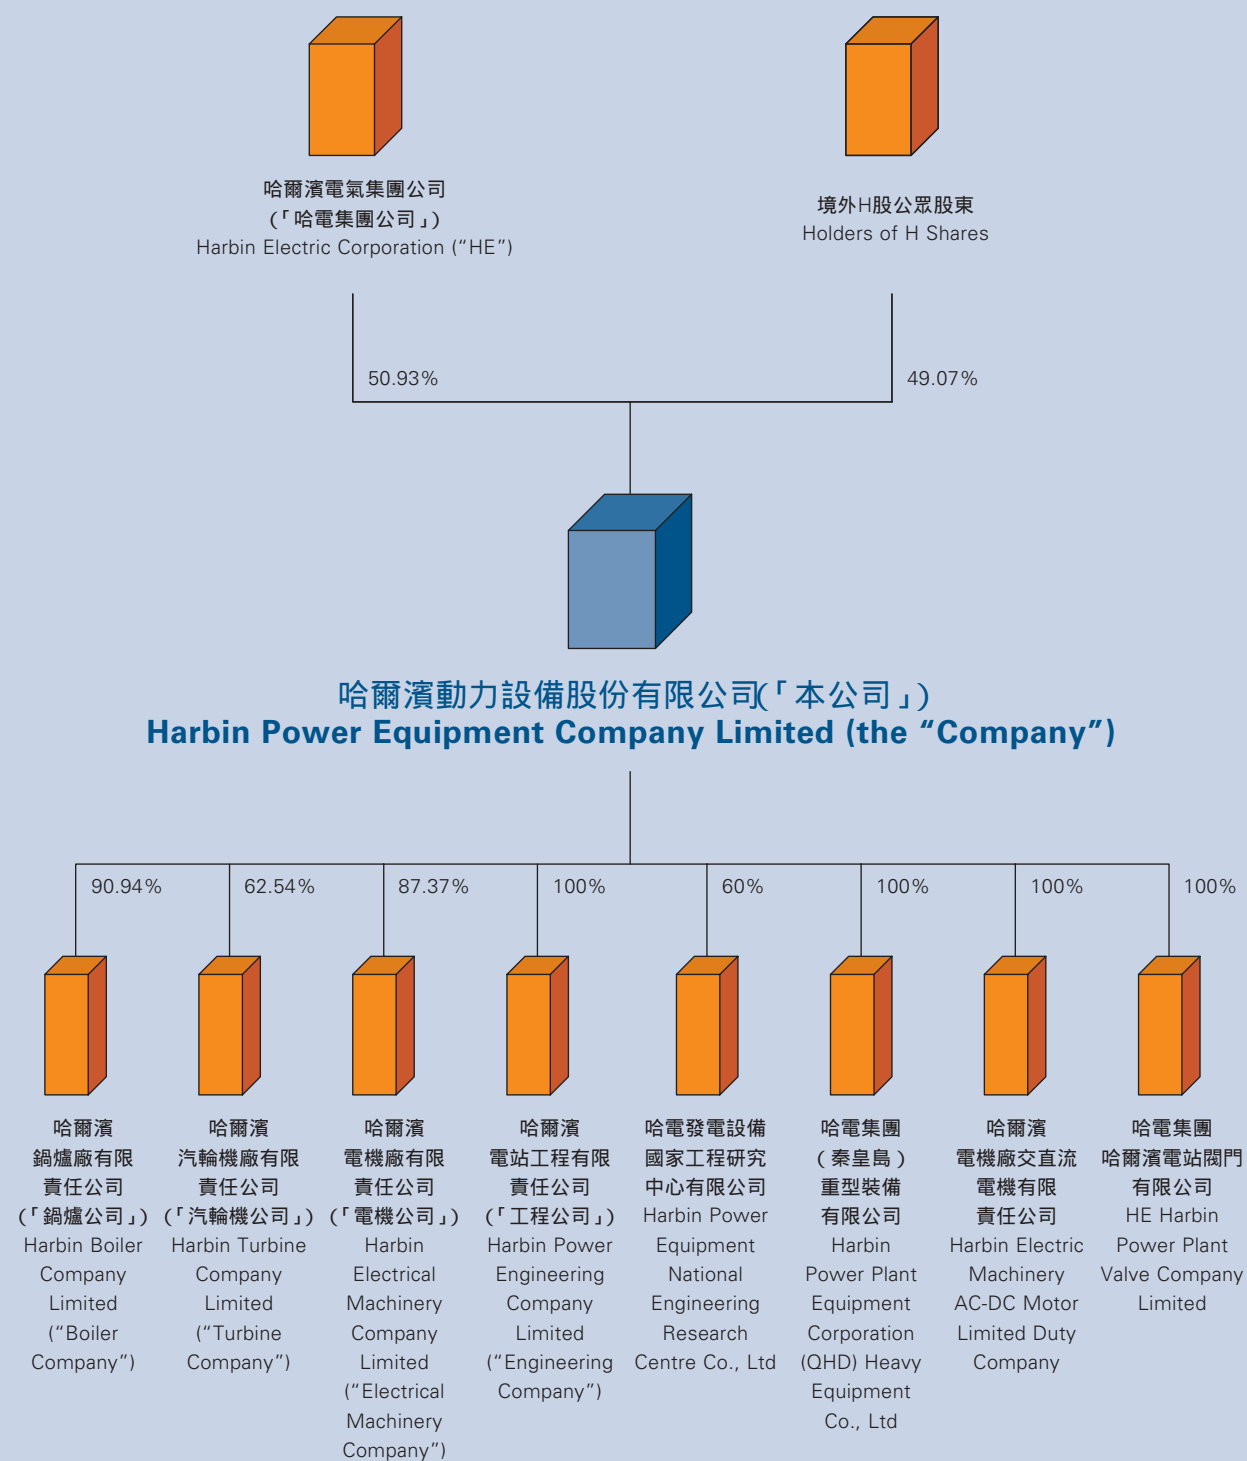 哈爾濱電氣集團公司
(「哈電集團公司」)
Harbin Electric Corporation (“HE”)
境外H股公眾股東
Holders of H Shares
50.93%
49.07%
哈爾濱動力設備股份有限公司(「本公司」)
Harbin Power Equipment Company Limited (the “Company”)
90.94%
62.54%
87.37%
100%
60%
100%
100%
100%
哈爾濱
鍋爐廠有限
責任公司
(「鍋爐公司」)
Harbin Boiler
Company
Limited
(“Boiler
Company”)
哈爾濱
汽輪機廠有限
責任公司
(「汽輪機公司」)
Harbin Turbine
Company
Limited
(“Turbine
Company”)
哈爾濱
電機廠有限
責任公司
(「電機公司」)
Harbin
Electrical
Machinery
Company
Limited
(“Electrical
Machinery
Company”)
哈爾濱
電站工程有限
責任公司
(「工程公司」)
Harbin Power
Engineering
Company
Limited
(“Engineering
Company”)
哈電發電設備
國家工程研究
中心有限公司
Harbin Power
Equipment
National
Engineering
Research
Centre Co., Ltd
哈電集團
(秦皇島)
重型裝備
有限公司
Harbin
Power Plant
Equipment
Corporation
(QHD) Heavy
Equipment
Co., Ltd
哈爾濱
電機廠交直流
電機有限
責任公司
Harbin Electric
Machinery
AC-DC Motor
Limited Duty
Company
哈電集團
哈爾濱電站閥門
有限公司
HE Harbin
Power Plant
Valve Company
Limited